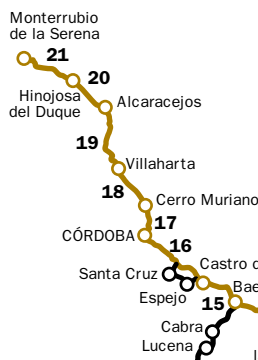 Monterrubio
de la Serena
21
20
Hinojosa
del Duque
Alcaracejos
19
Villaharta
18
Cerro Muriano
17
CÓRDOBA
16
Castro
Santa Cruz
Espejo
15
Cabra
Lucena